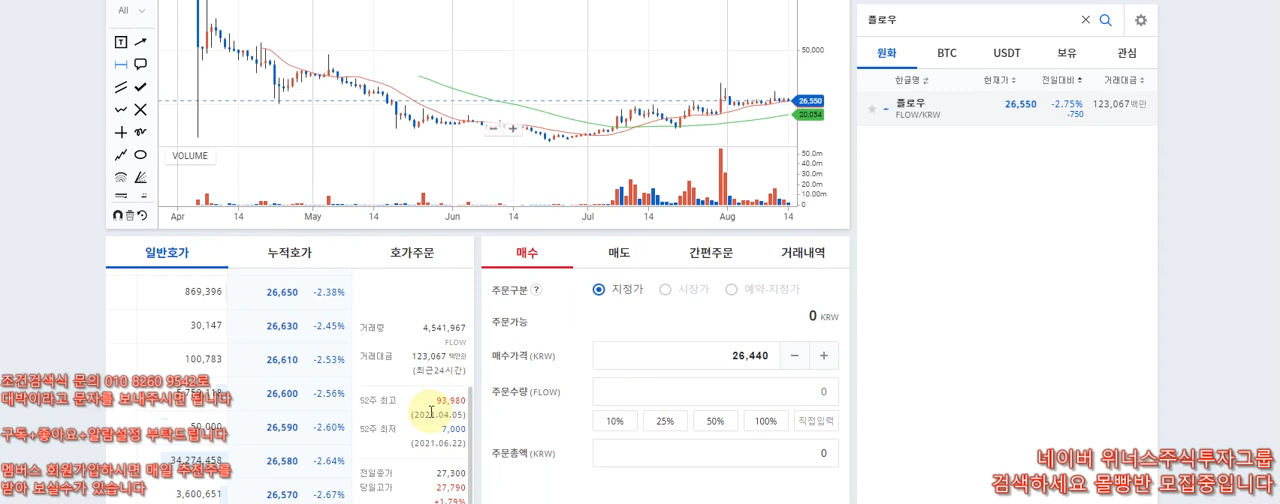 All
50.000
26,550
20,054
VOLUME
50.0m
40.0m
30.0m
20.0m
10.00m
0
Apr 14 May 14 Jun 14 Jul 14 Aug 14
플로우
원화 BTC USDT 보유 관심
한글명 현재가 전일대비 거래대금
플로우 26,550 -2.75% 123,067백만
FLOW/KRW -750
일반호가 누적호가 호가주문
869,396 26,650 -2.38%
30,147 26,630 -2.45%
100,783 26,610 -2.53%
26,600 -2.56%
50,000 26,590 -2.60%
34,274,458 26,580 -2.64%
3,600,651 26,570 -2.67%
거래량 4,541,967
FLOW
거래대금 123,067 백만원
(최근24시간)
52주 최고 93,980
(2021.04.05)
52주 최저 7,000
(2021.06.22)
전일종가 27,300
당일고가 27,790
+1.79%
매수 매도 간편주문 거래내역
주문구분 ? 지정가 시장가 예약-지정가
주문가능 0 KRW
매수가격 (KRW) 26,440 − +
주문수량 (FLOW) 0
10% 25% 50% 100% 직접입력
주문총액 (KRW) 0
조건검색식 문의 010 8260 9542로
대박이라고 문자를 보내주시면 됩니다
구독+좋아요+알람설정 부탁드립니다
멤버스 회원가입하시면 매일 추천주를
받아 보실수가 있습니다
네이버 위너스주식투자그룹
검색하세요 몰빵반 모집중입니다